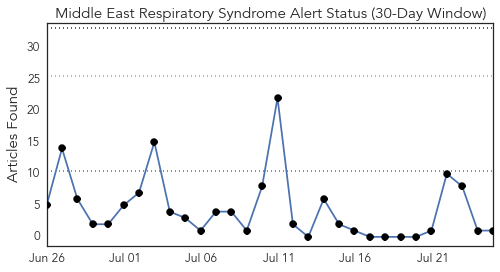 Middle East Respiratory Syndrome Alert Status (30-Day Window)
Articles Found
30
25
20
15
10
5
0
Jun 26
Jul 01
Jul 06
Jul 11
Jul 16
Jul 21